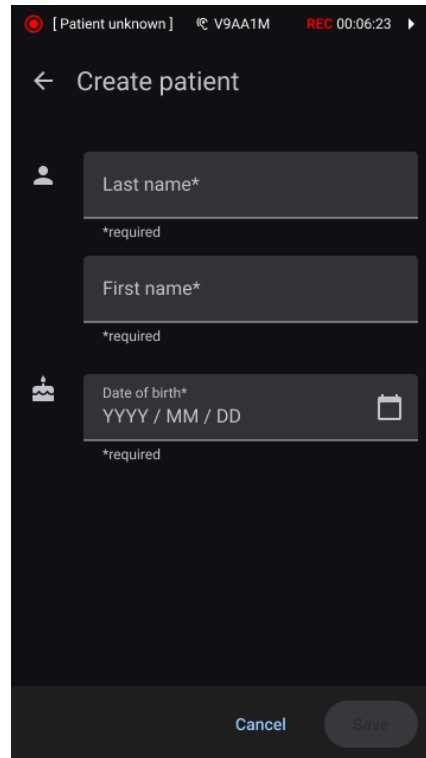 [ Patient unknown ] V9AA1M REC 00:06:23
Create patient
Last name*
*required
First name*
*required
Date of birth*
YYYY / MM / DD
*required
Cancel Save